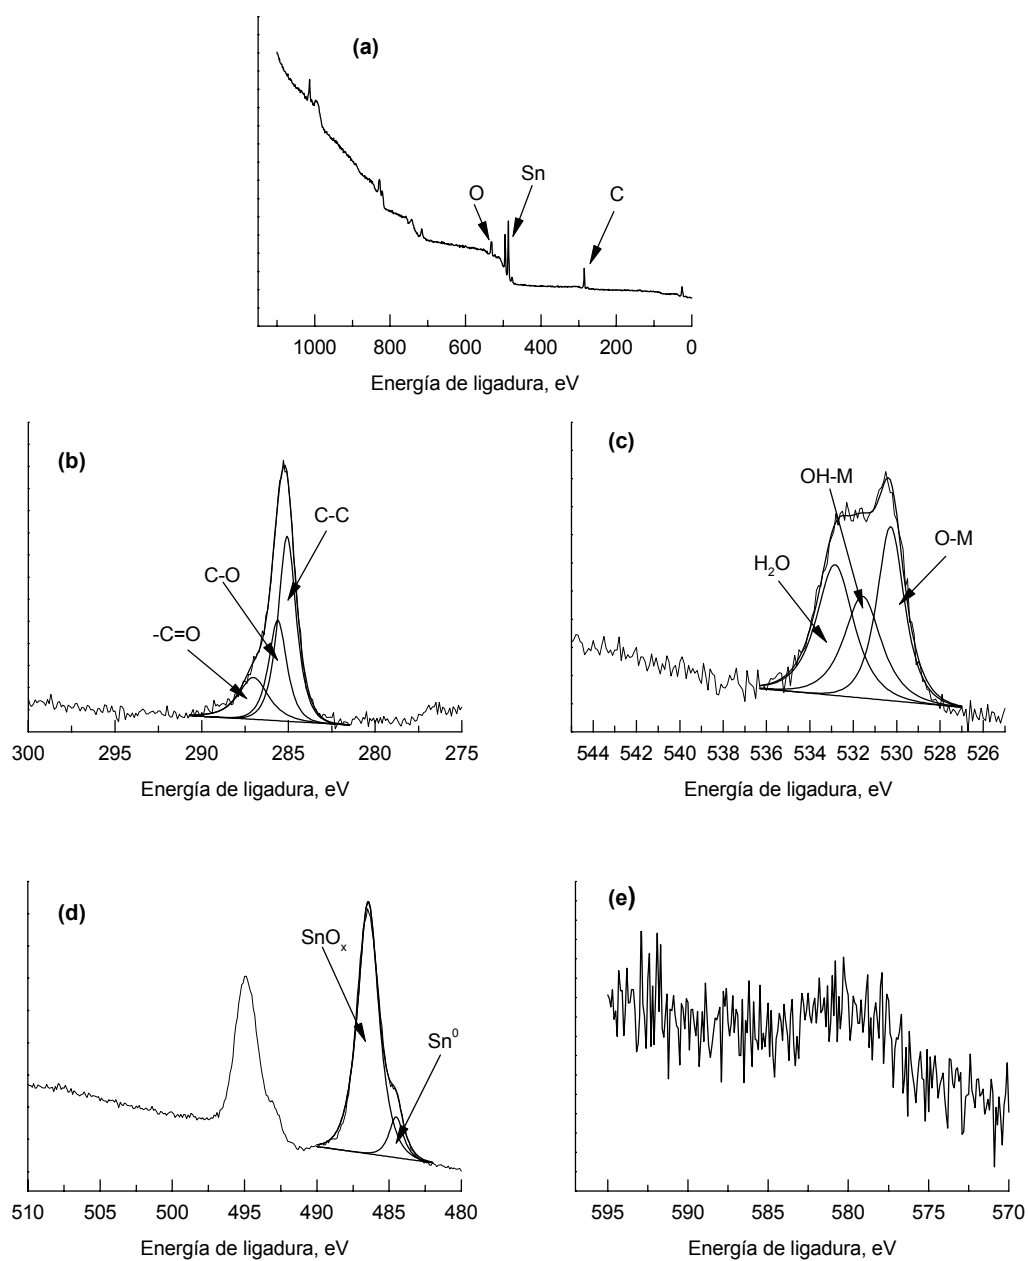 (a)
O
Sn
C
1000 800 600 400 200 0
Energía de ligadura, eV
(b)
C-C
C-O
-C=O
300 295 290 285 280 275
Energía de ligadura, eV
(c)
OH-M
H₂O
O-M
544 542 540 538 536 534 532 530 528 526
Energía de ligadura, eV
(d)
SnOₓ
Sn⁰
510 505 500 495 490 485 480
Energía de ligadura, eV
(e)
595 590 585 580 575 570
Energía de ligadura, eV